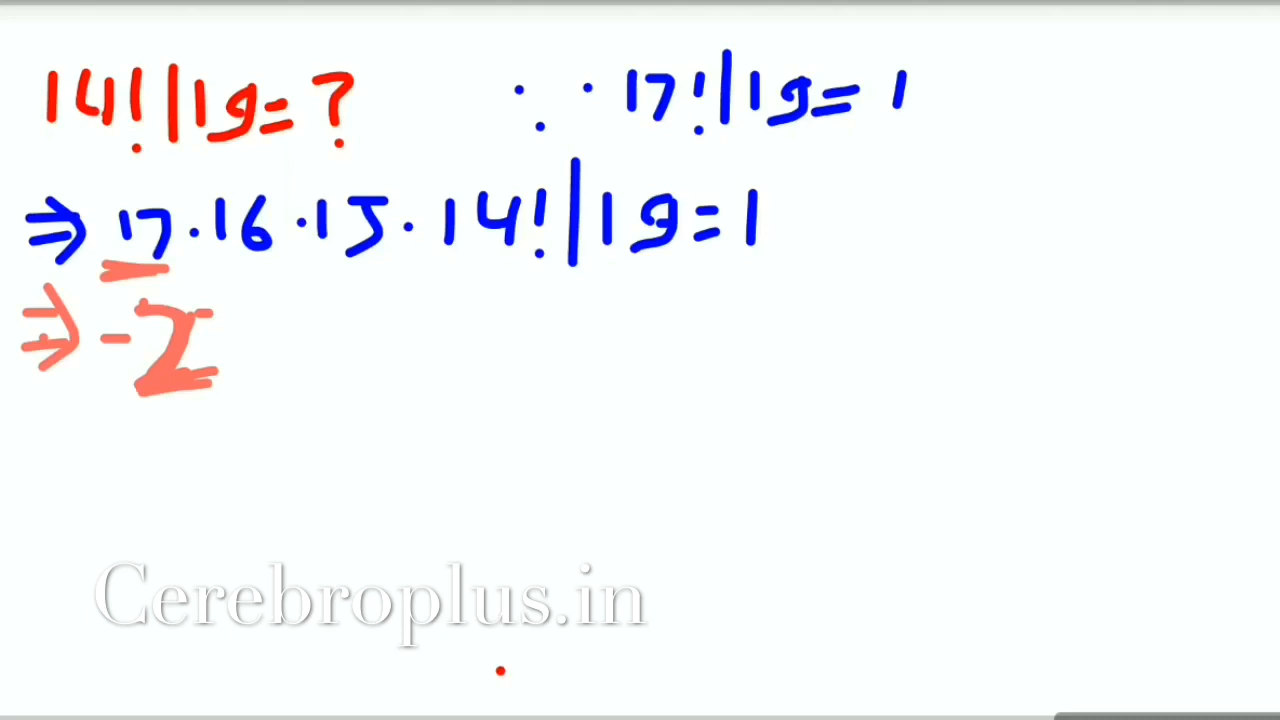 14!|19=? ∵ 17!|19=1
⇒ 17·16·15·14!|19=1
⇒ -2
Cerebroplus.in